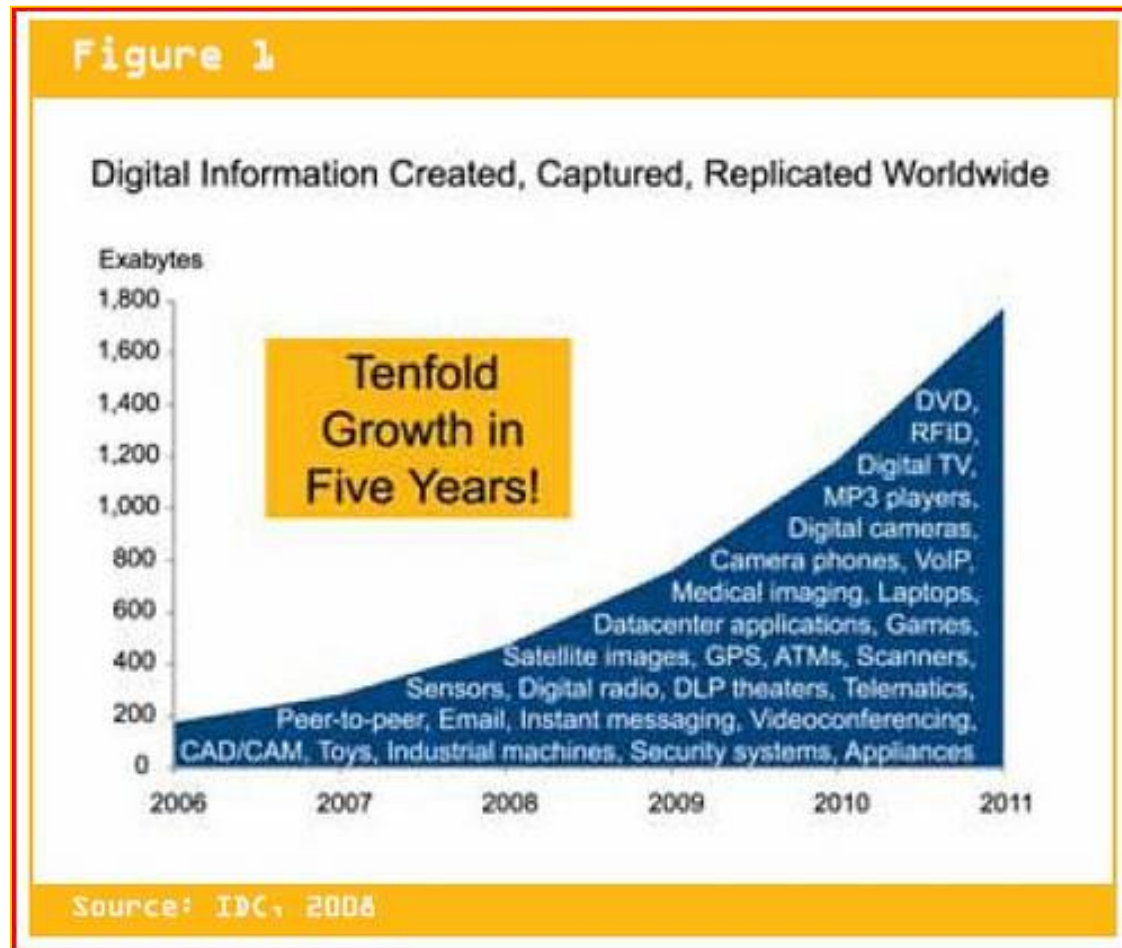 Figure 1
Digital Information Created, Captured, Replicated Worldwide
Exabytes
1,800
1,600
1,400
1,200
1,000
800
600
400
200
0
Tenfold
Growth in
Five Years!
DVD,
RFID,
Digital TV,
MP3 players,
Digital cameras,
Camera phones, VoIP,
Medical imaging, Laptops,
Datacenter applications, Games,
Satellite images, GPS, ATMs, Scanners,
Sensors, Digital radio, DLP theaters, Telematics,
Peer-to-peer, Email, Instant messaging, Videoconferencing,
CAD/CAM, Toys, Industrial machines, Security systems, Appliances
2006 2007 2008 2009 2010 2011
Source: IDC, 2008